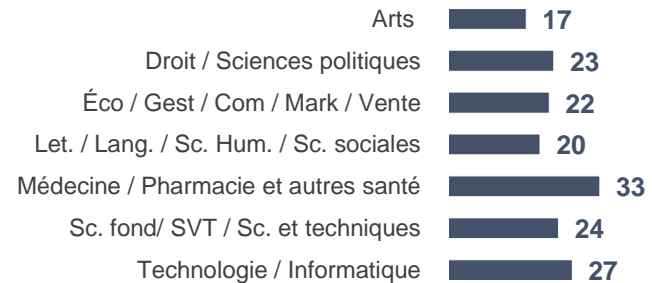 Arts 17
Droit / Sciences politiques 23
Éco / Gest / Com / Mark / Vente 22
Let. / Lang. / Sc. Hum. / Sc. sociales 20
Médecine / Pharmacie et autres santé 33
Sc. fond/ SVT / Sc. et techniques 24
Technologie / Informatique 27